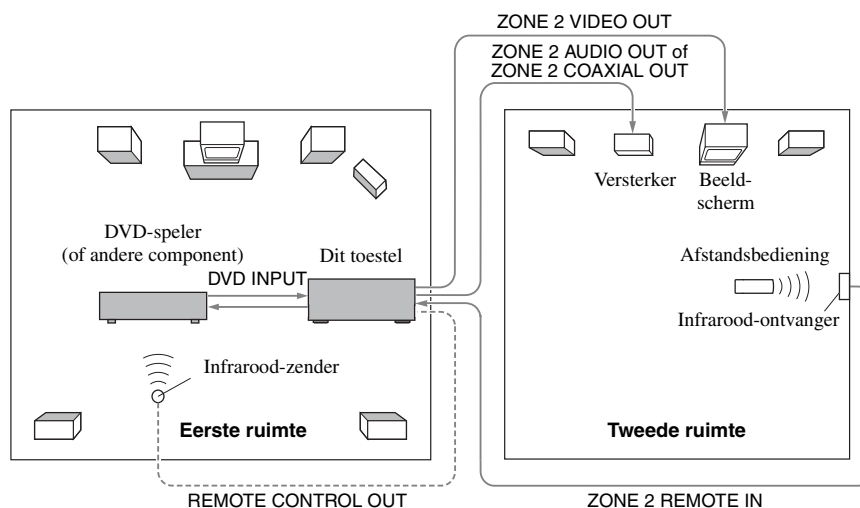 ZONE 2 VIDEO OUT
ZONE 2 AUDIO OUT of
ZONE 2 COAXIAL OUT
Versterker
Beeld-
scherm
DVD-speler
(of andere component)
Dit toestel
DVD INPUT
Afstandsbediening
Infrarood-ontvanger
Infrarood-zender
Eerste ruimte
Tweede ruimte
REMOTE CONTROL OUT
ZONE 2 REMOTE IN